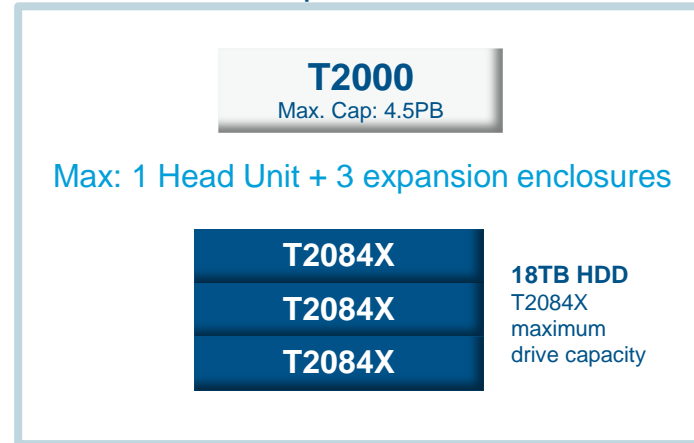 T2000
Max. Cap: 4.5PB
Max: 1 Head Unit + 3 expansion enclosures
T2084X
T2084X
T2084X
18TB HDD
T2084X
maximum
drive capacity